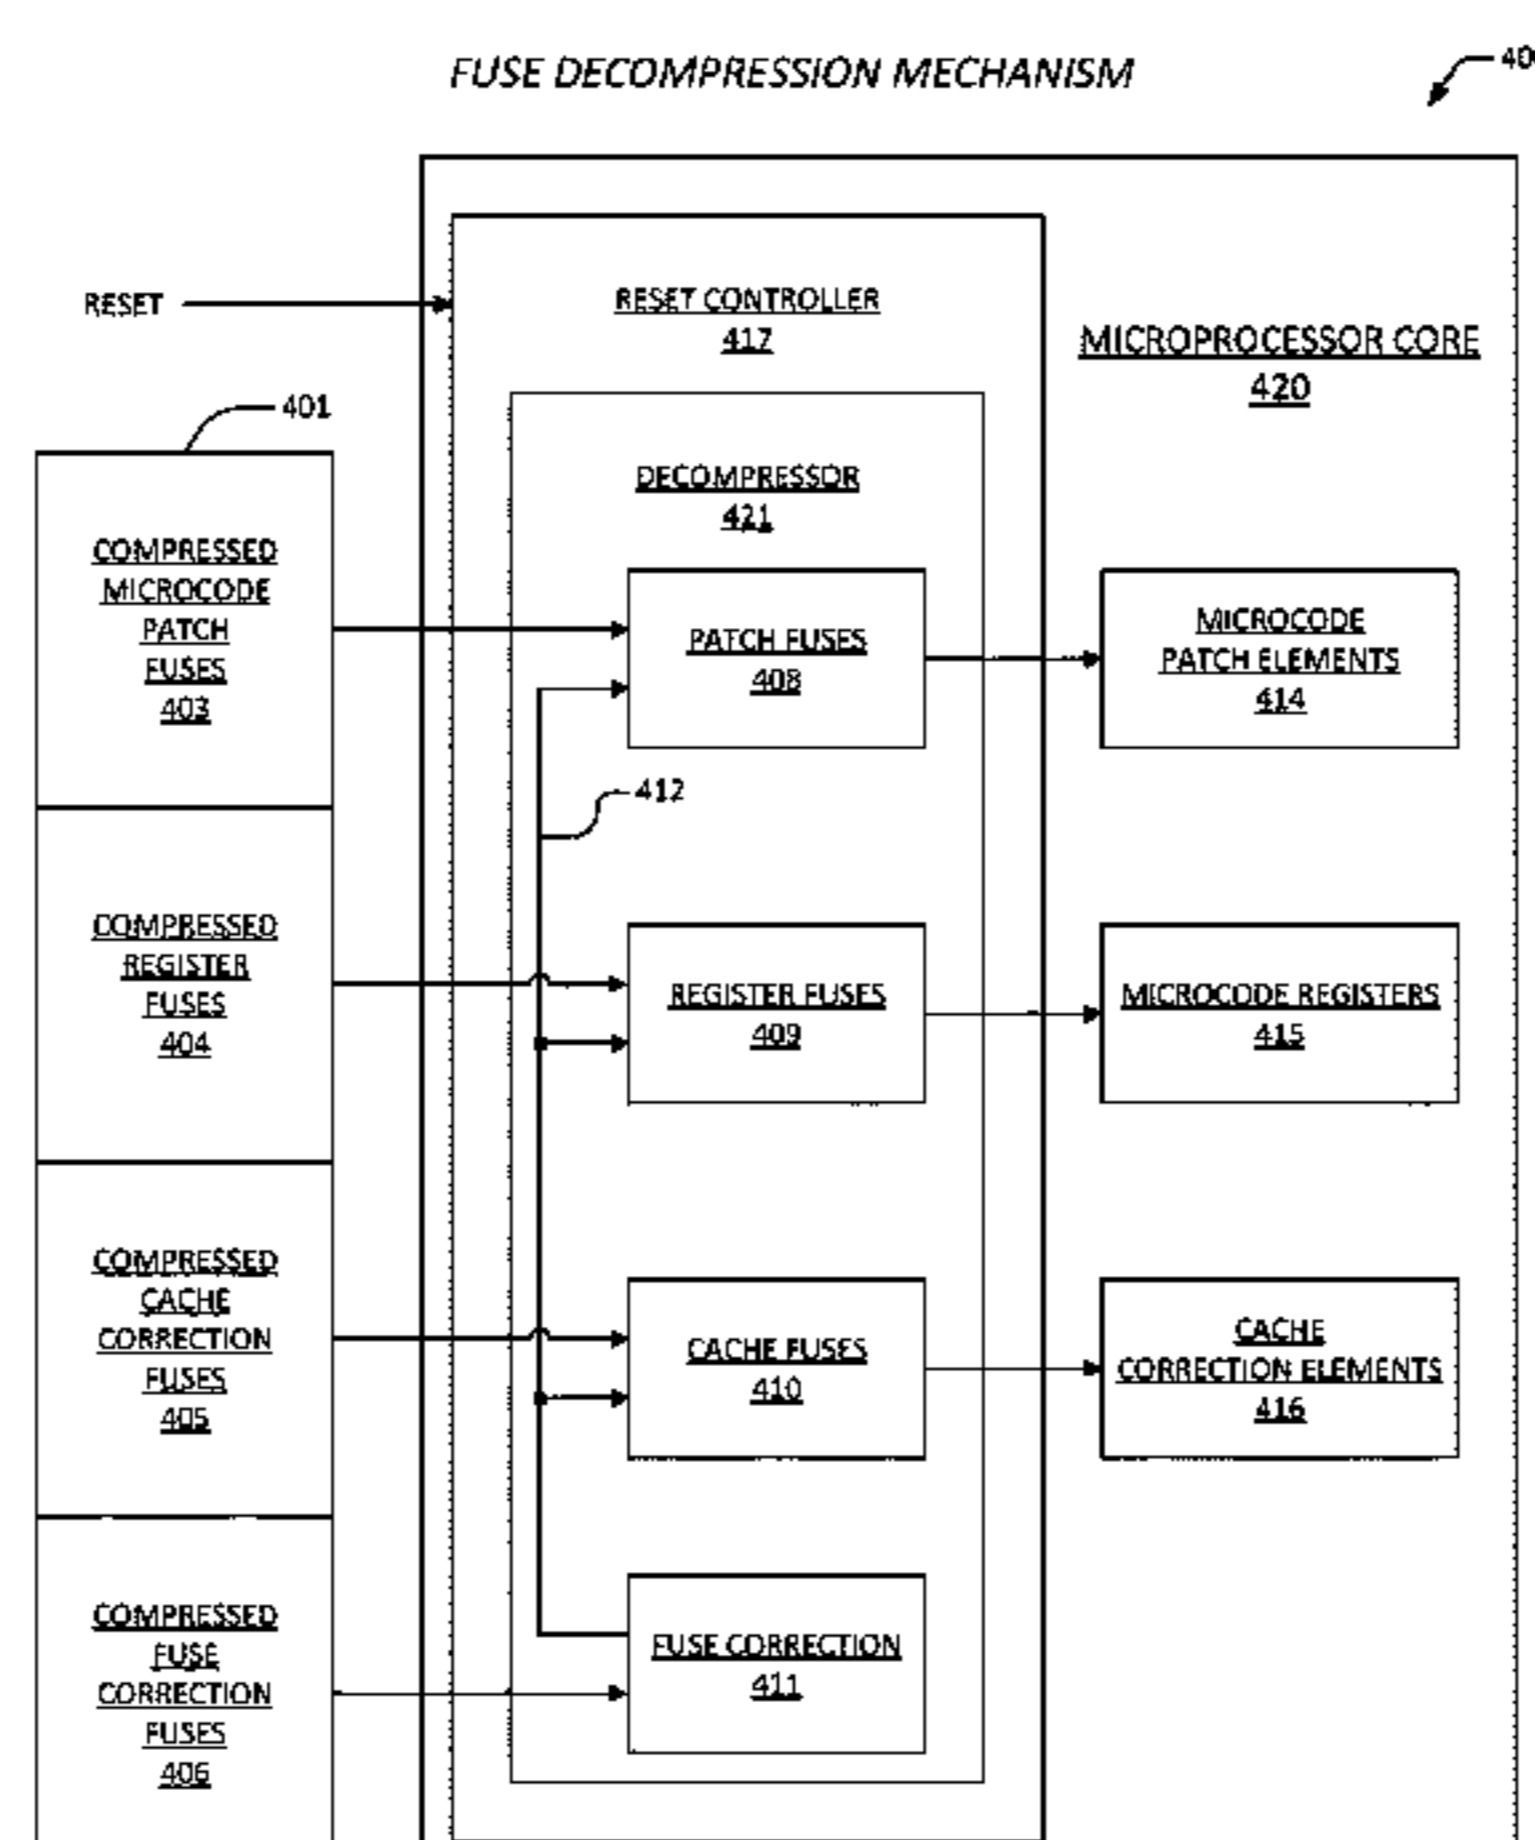 FUSE DECOMPRESSION MECHANISM
RESET
RESET CONTROLLER
417
MICROPROCESSOR CORE
420
401
DECOMPRESSOR
421
COMPRESSED
MICROCODE
PATCH
FUSES
403
PATCH FUSES
408
MICROCODE
PATCH ELEMENTS
414
412
COMPRESSED
REGISTER
FUSES
404
REGISTER FUSES
409
MICROCODE REGISTERS
415
COMPRESSED
CACHE
CORRECTION
FUSES
405
CACHE FUSES
410
CACHE
CORRECTION ELEMENTS
416
COMPRESSED
FUSE
CORRECTION
FUSES
406
FUSE CORRECTION
411